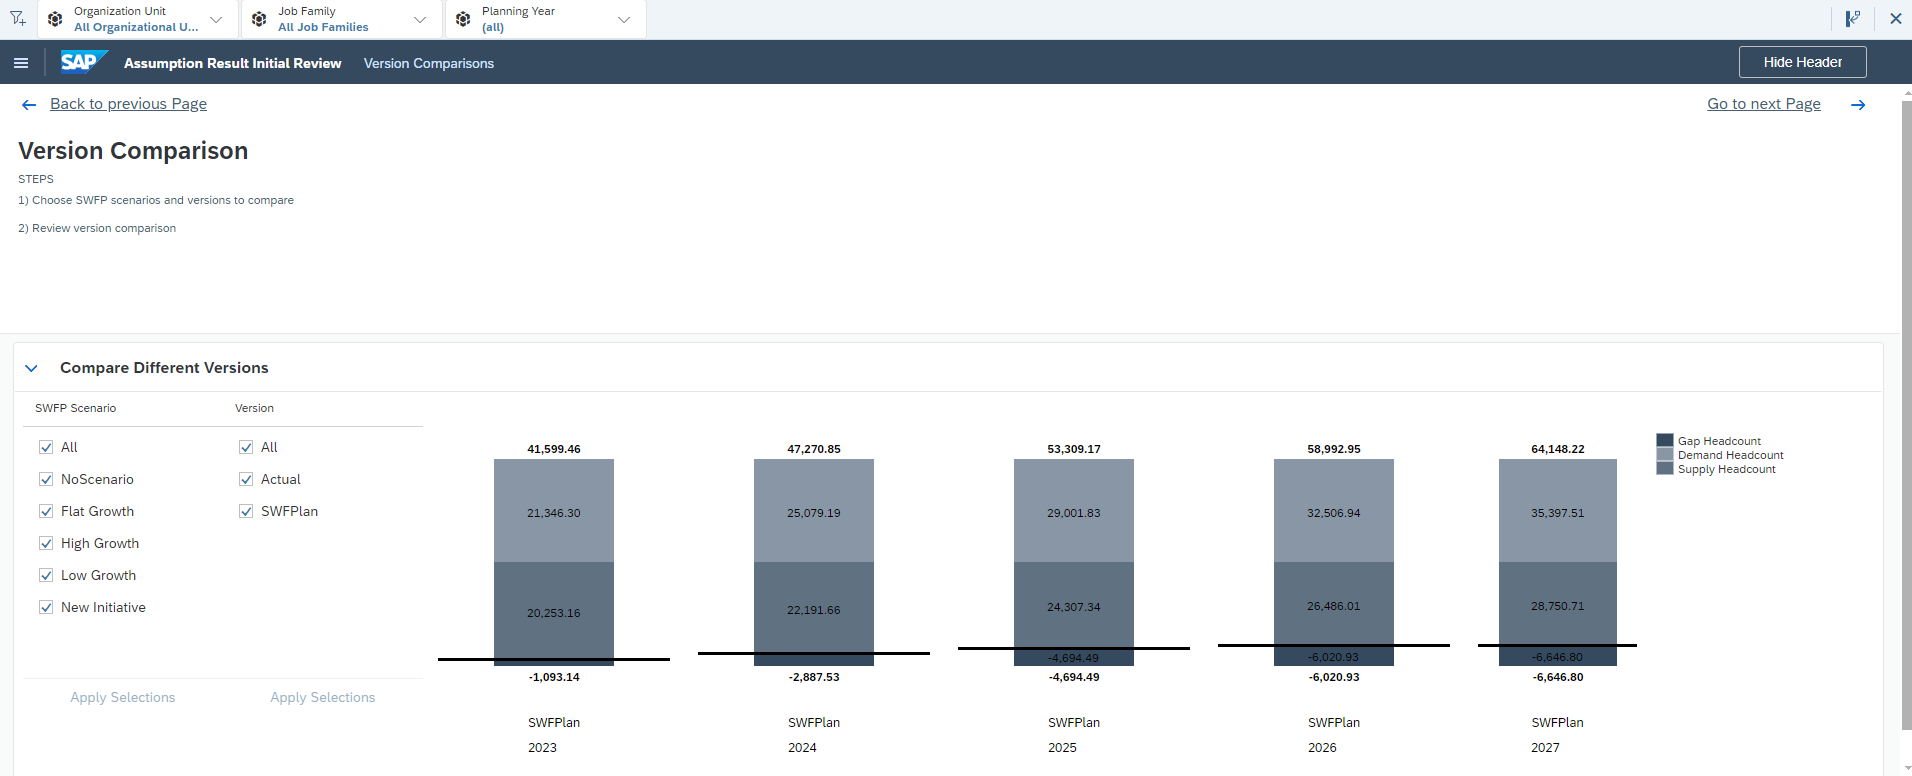 Organization Unit
All Organizational U...
Job Family
All Job Families
Planning Year
(all)
SAP
Assumption Result Initial Review
Version Comparisons
Hide Header
Back to previous Page
Go to next Page
Version Comparison
STEPS
1) Choose SWFP scenarios and versions to compare
2) Review version comparison
Compare Different Versions
SWFP Scenario
All
NoScenario
Flat Growth
High Growth
Low Growth
New Initiative
Apply Selections
Version
All
Actual
SWFPlan
Apply Selections
41,599.46
47,270.85
53,309.17
58,992.95
64,148.22
21,346.30
25,079.19
29,001.83
32,506.94
35,397.51
20,253.16
22,191.66
24,307.34
26,486.01
28,750.71
-4,694.49
-6,020.93
-6,646.80
-1,093.14
-2,887.53
-4,694.49
-6,020.93
-6,646.80
SWFPlan
SWFPlan
SWFPlan
SWFPlan
SWFPlan
2023
2024
2025
2026
2027
Gap Headcount
Demand Headcount
Supply Headcount